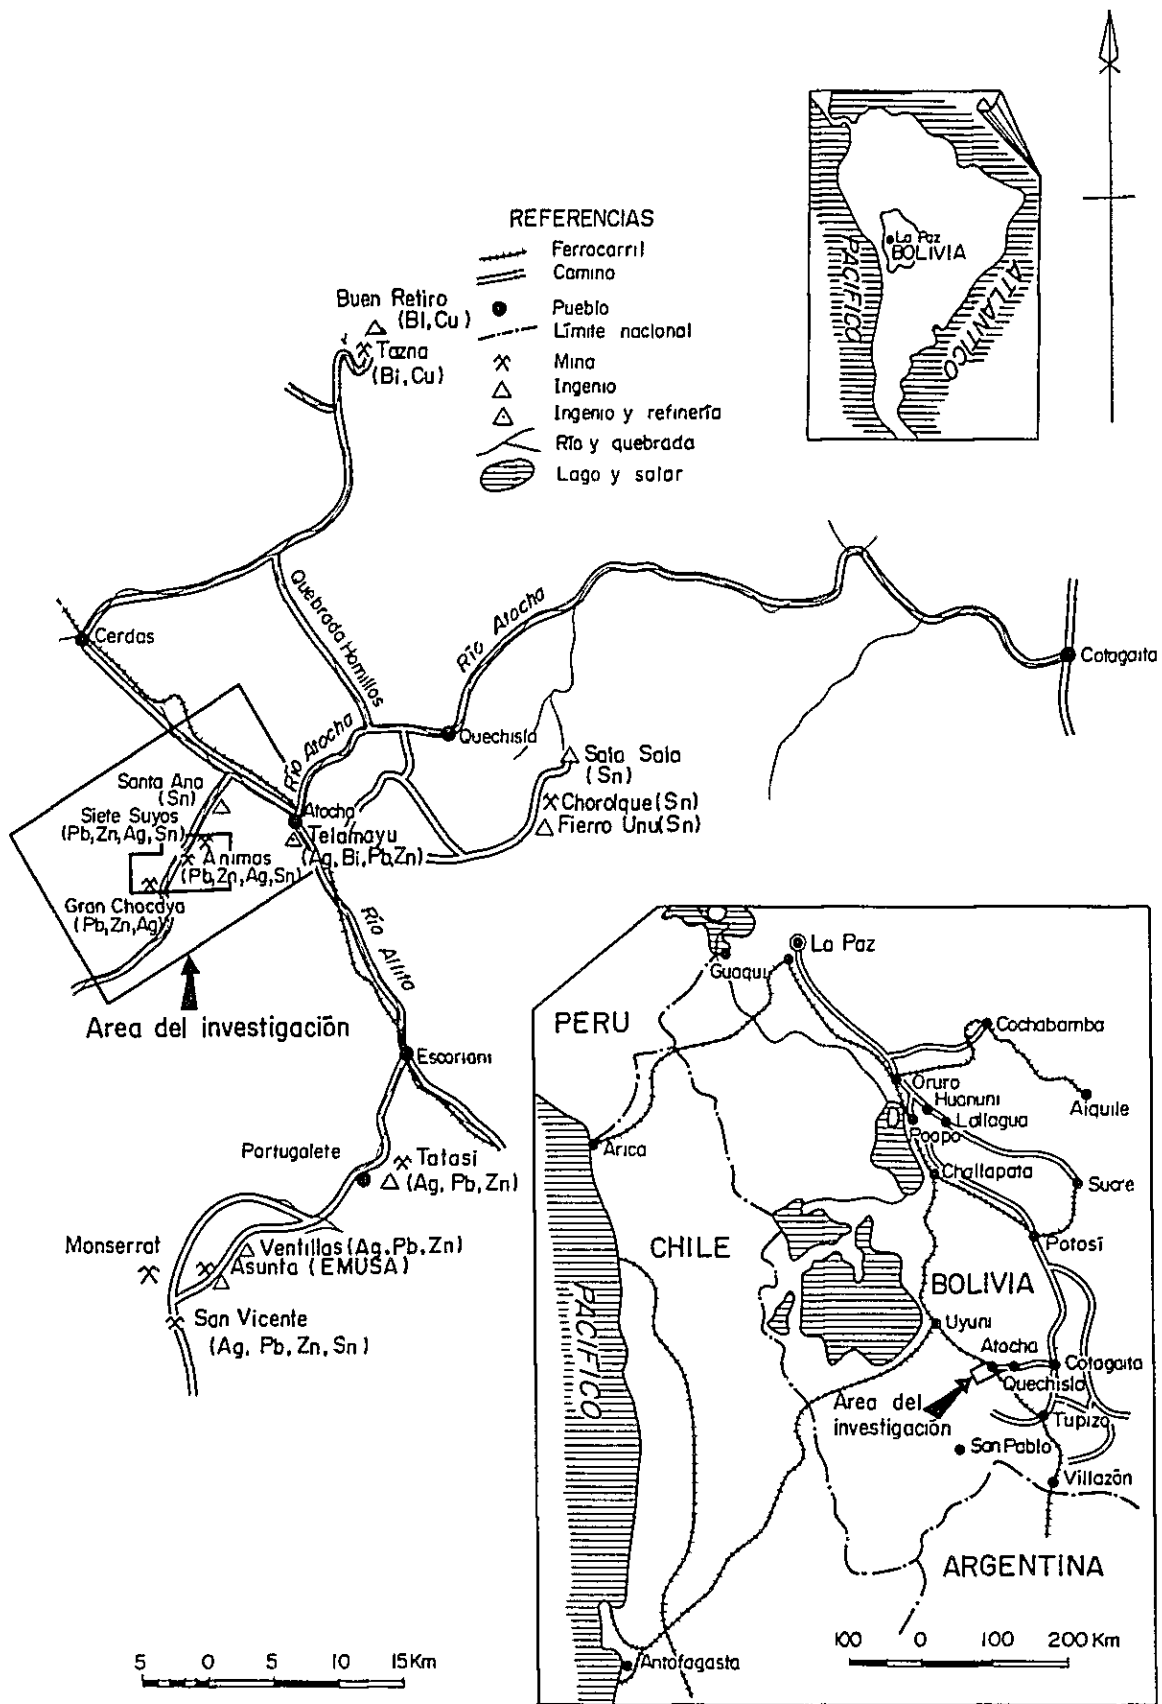 REFERENCIAS
Ferrocarril
Camino
Pueblo
Límite nacional
Mina
Ingenio
Ingenio y refinería
Río y quebrada
Lago y salar
La Paz
BOLIVIA
PACIFICO
ATLANTICO
Buen Retiro
(BI,Cu)
Tazna
(Bi,Cu)
Cerdas
Quebrada Hornillos
Río Atocha
Cotagaita
Río Atocha
Quechisla
Sala Sala
(Sn)
Chorolque(Sn)
Fierro Unu(Sn)
Santa Ana
(Sn)
Siete Suyos
(Pb,Zn,Ag,Sn)
Animas
(Pb,Zn,Ag,Sn)
Gran Chocaya
(Pb,Zn,Ag)
Atocha
Telamayu
(Ag,Bi,Pb,Zn)
Río Allita
Area del investigación
Escoriani
Portugalete
Tatasi
(Ag, Pb, Zn)
Monserrat
Ventillas(Ag,Pb,Zn)
Asunta (EMUSA)
San Vicente
(Ag, Pb, Zn, Sn)
5 0 5 10 15Km
La Paz
Guaqui
PERU
Cochabamba
Oruro
Huanuni
Lallagua
Aiquile
Poopo
Arica
Challapata
Sucre
Potosí
CHILE
BOLIVIA
PACIFICO
Uyuni
Atocha
Cotagaita
Quechisla
Area del
investigación
Tupiza
San Pablo
Villazón
ARGENTINA
Antofagasta
100 0 100 200 Km